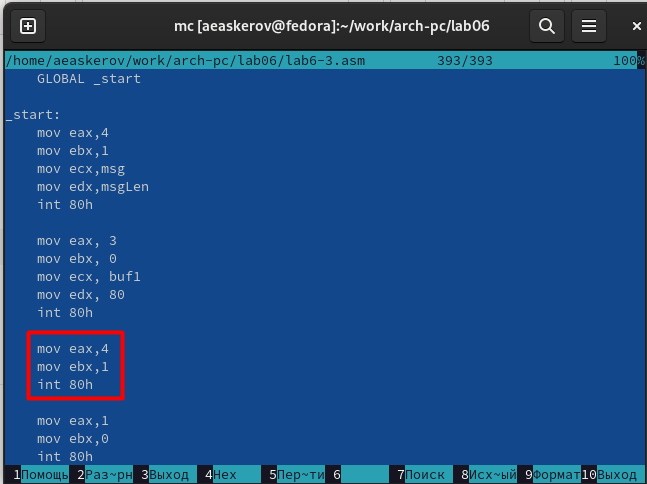 mc [aeaskerov@fedora]:~/work/arch-pc/lab06
/home/aeaskerov/work/arch-pc/lab06/lab6-3.asm 393/393 100%
GLOBAL _start
_start:
mov eax,4
mov ebx,1
mov ecx,msg
mov edx,msgLen
int 80h
mov eax, 3
mov ebx, 0
mov ecx, buf1
mov edx, 80
int 80h
mov eax,4
mov ebx,1
int 80h
mov eax,1
mov ebx,0
int 80h
1Помощь 2Раз~рн 3Выход 4Hex 5Пер~ти 6 7Поиск 8Исх~ый 9Формат 10Выход